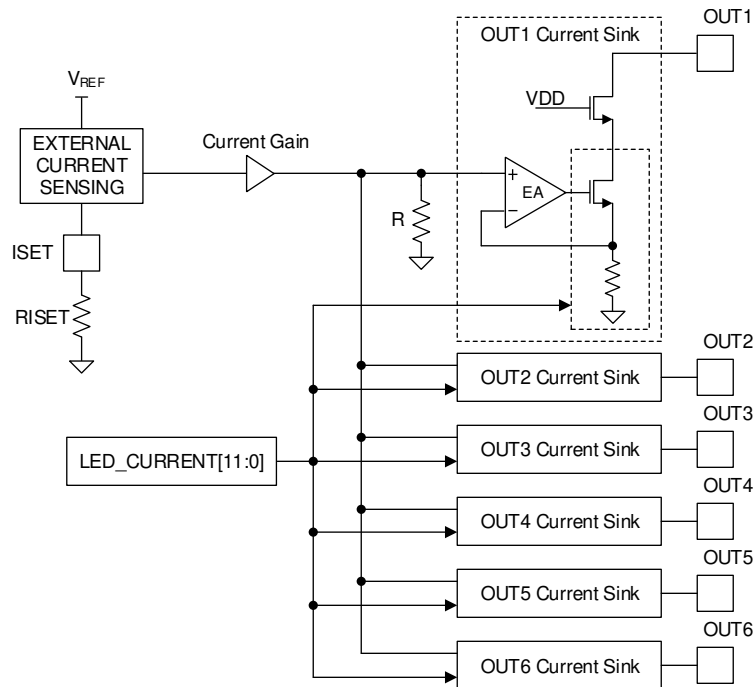 OUT1
OUT1 Current Sink
VREF
VDD
EXTERNAL
CURRENT
SENSING
Current Gain
+
EA
−
R
ISET
RISET
OUT2
OUT2 Current Sink
OUT3
OUT3 Current Sink
LED_CURRENT[11:0]
OUT4
OUT4 Current Sink
OUT5
OUT5 Current Sink
OUT6
OUT6 Current Sink